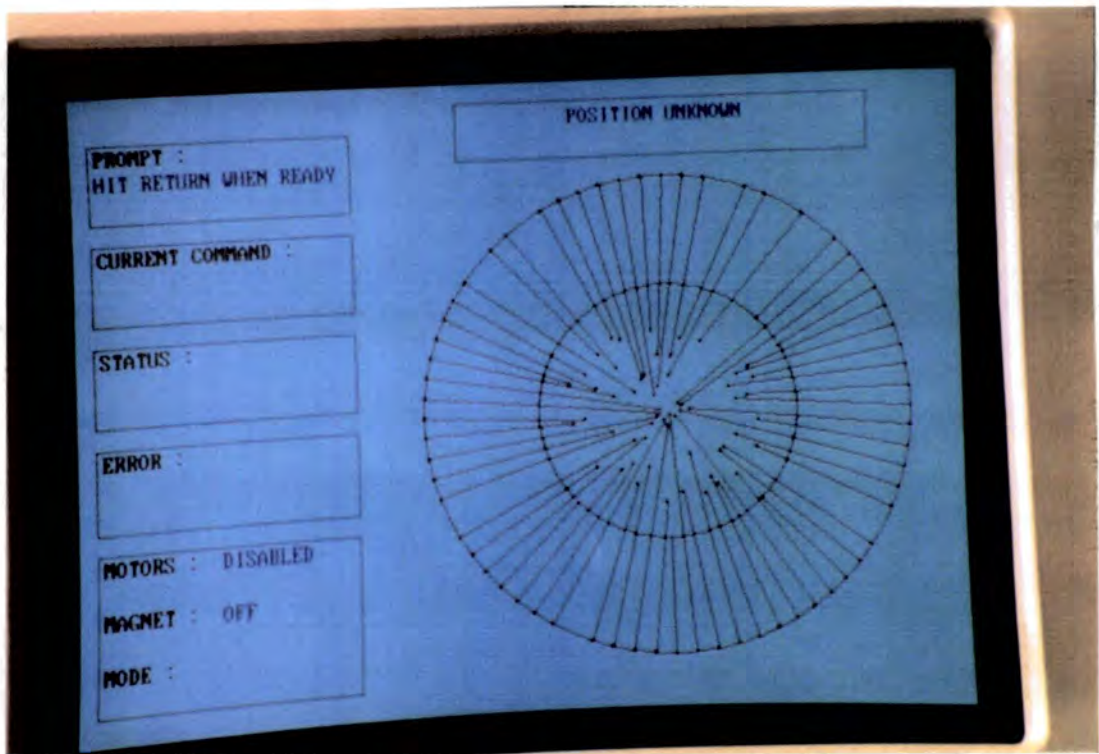 POSITION UNKNOWN
PROMPT :
HIT RETURN WHEN READY
CURRENT COMMAND :
STATUS :
ERROR :
MOTORS : DISABLED
MAGNET : OFF
MODE :